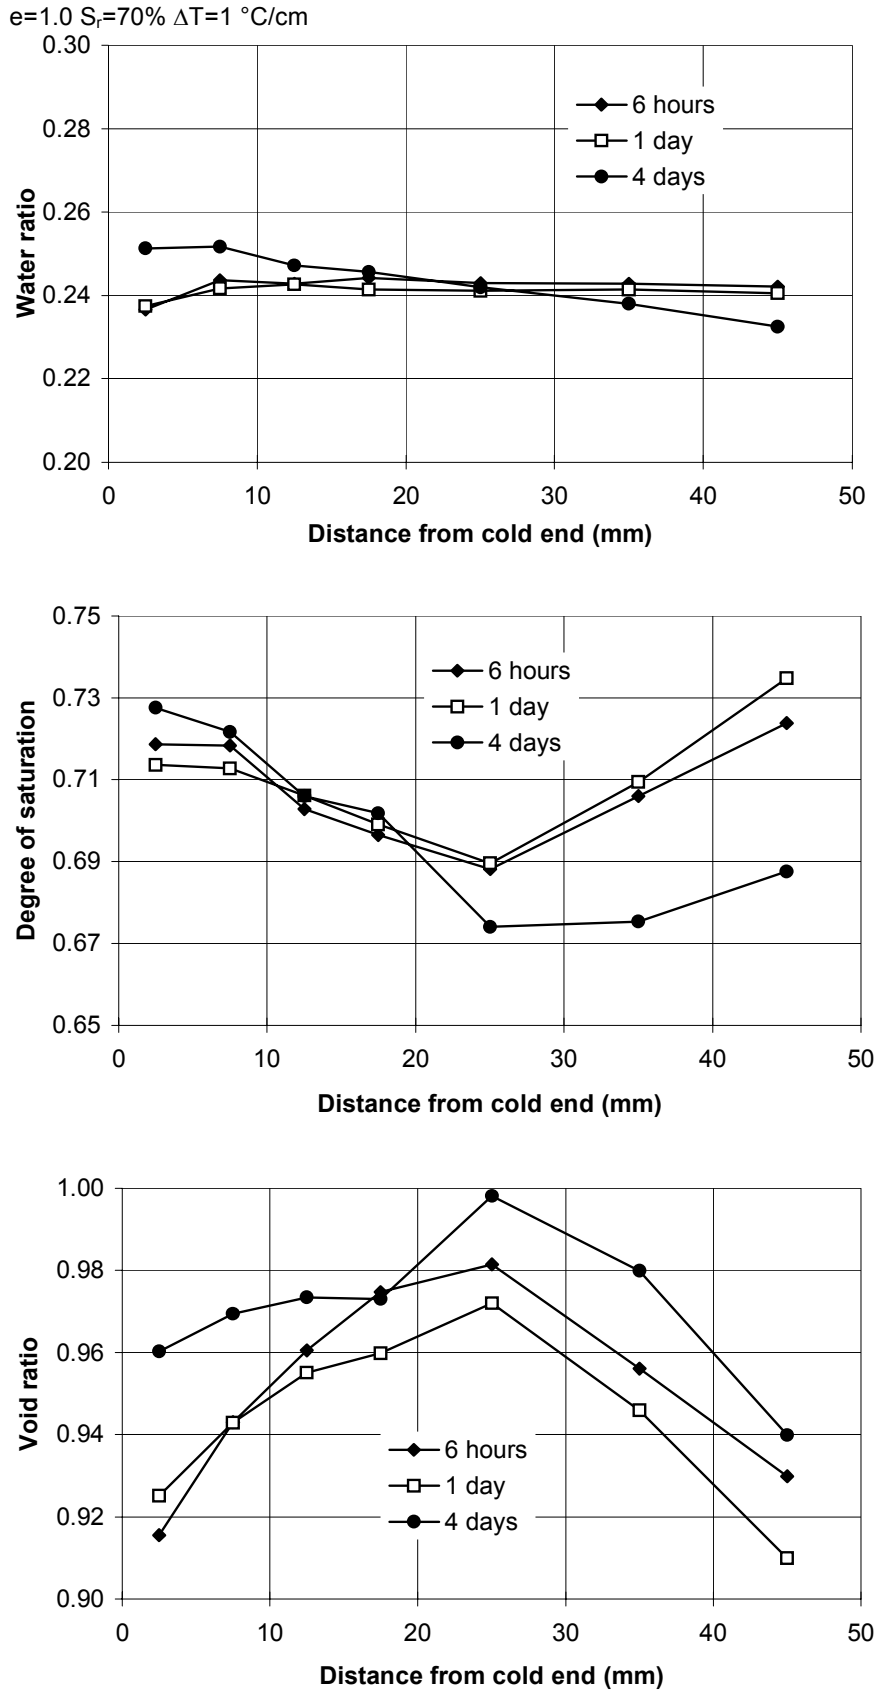 e=1.0 Sᵣ=70% ΔT=1 °C/cm
0.30
0.28
0.26
0.24
0.22
0.20
Water ratio
6 hours
1 day
4 days
0 10 20 30 40 50
Distance from cold end (mm)
0.75
0.73
0.71
0.69
0.67
0.65
Degree of saturation
6 hours
1 day
4 days
0 10 20 30 40 50
Distance from cold end (mm)
1.00
0.98
0.96
0.94
0.92
0.90
Void ratio
6 hours
1 day
4 days
0 10 20 30 40 50
Distance from cold end (mm)